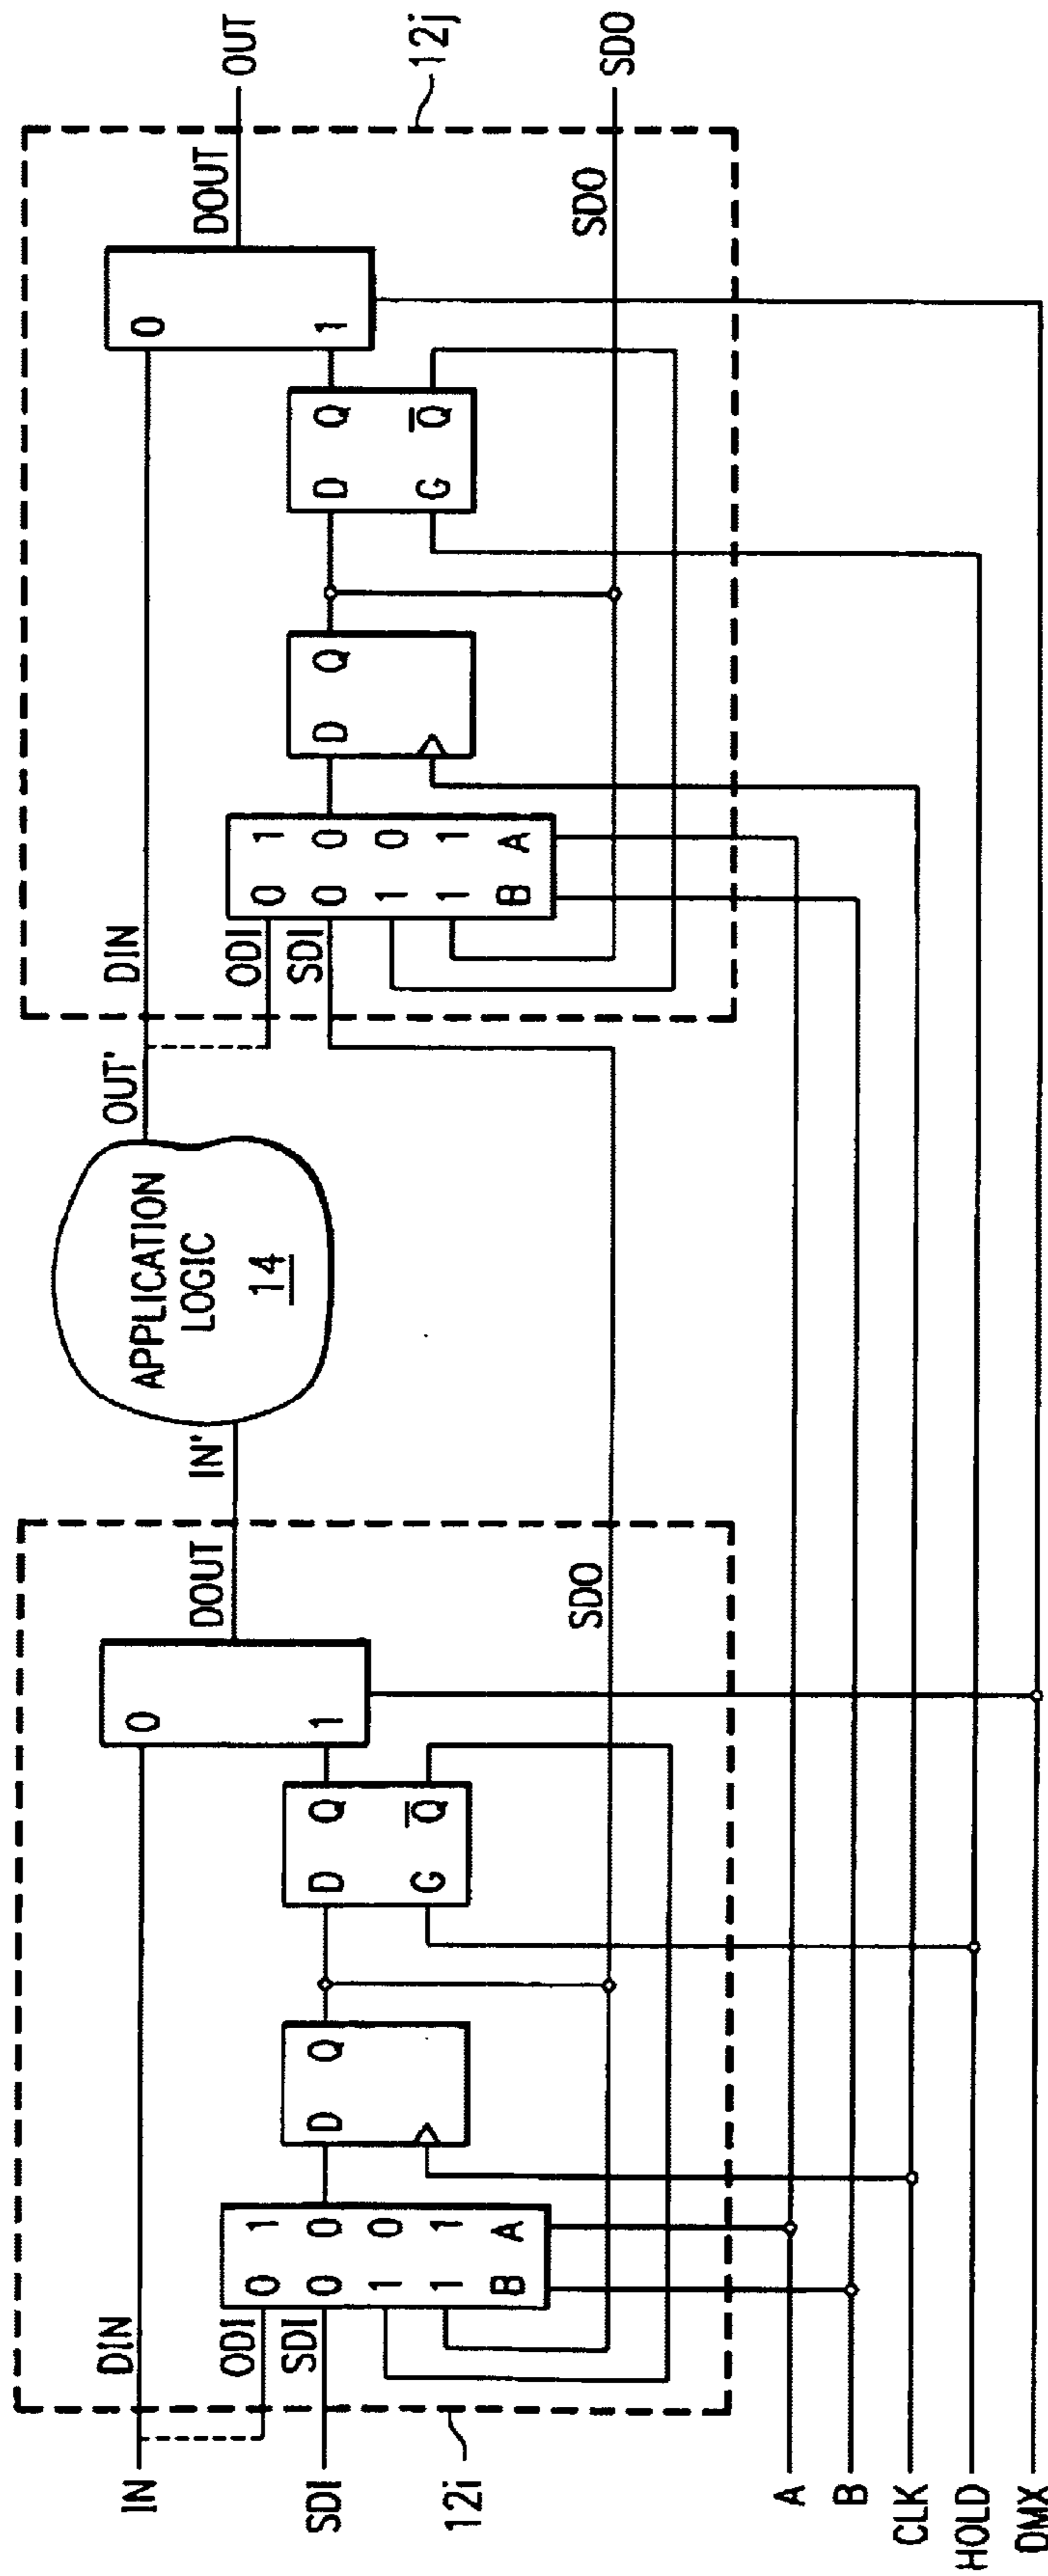 IN
DIN
ODI
SDI
SDI
12i
0 1
0 0
1 0
1 1
B A
D Q
D Q
G Q̅
0
1
DOUT
SDO
IN'
APPLICATION
LOGIC
14
OUT'
DIN
ODI
SDI
0 1
0 0
1 0
1 1
B A
D Q
D Q
G Q̅
0
1
DOUT
OUT
12j
SDO
SDO
A
B
CLK
HOLD
DMX